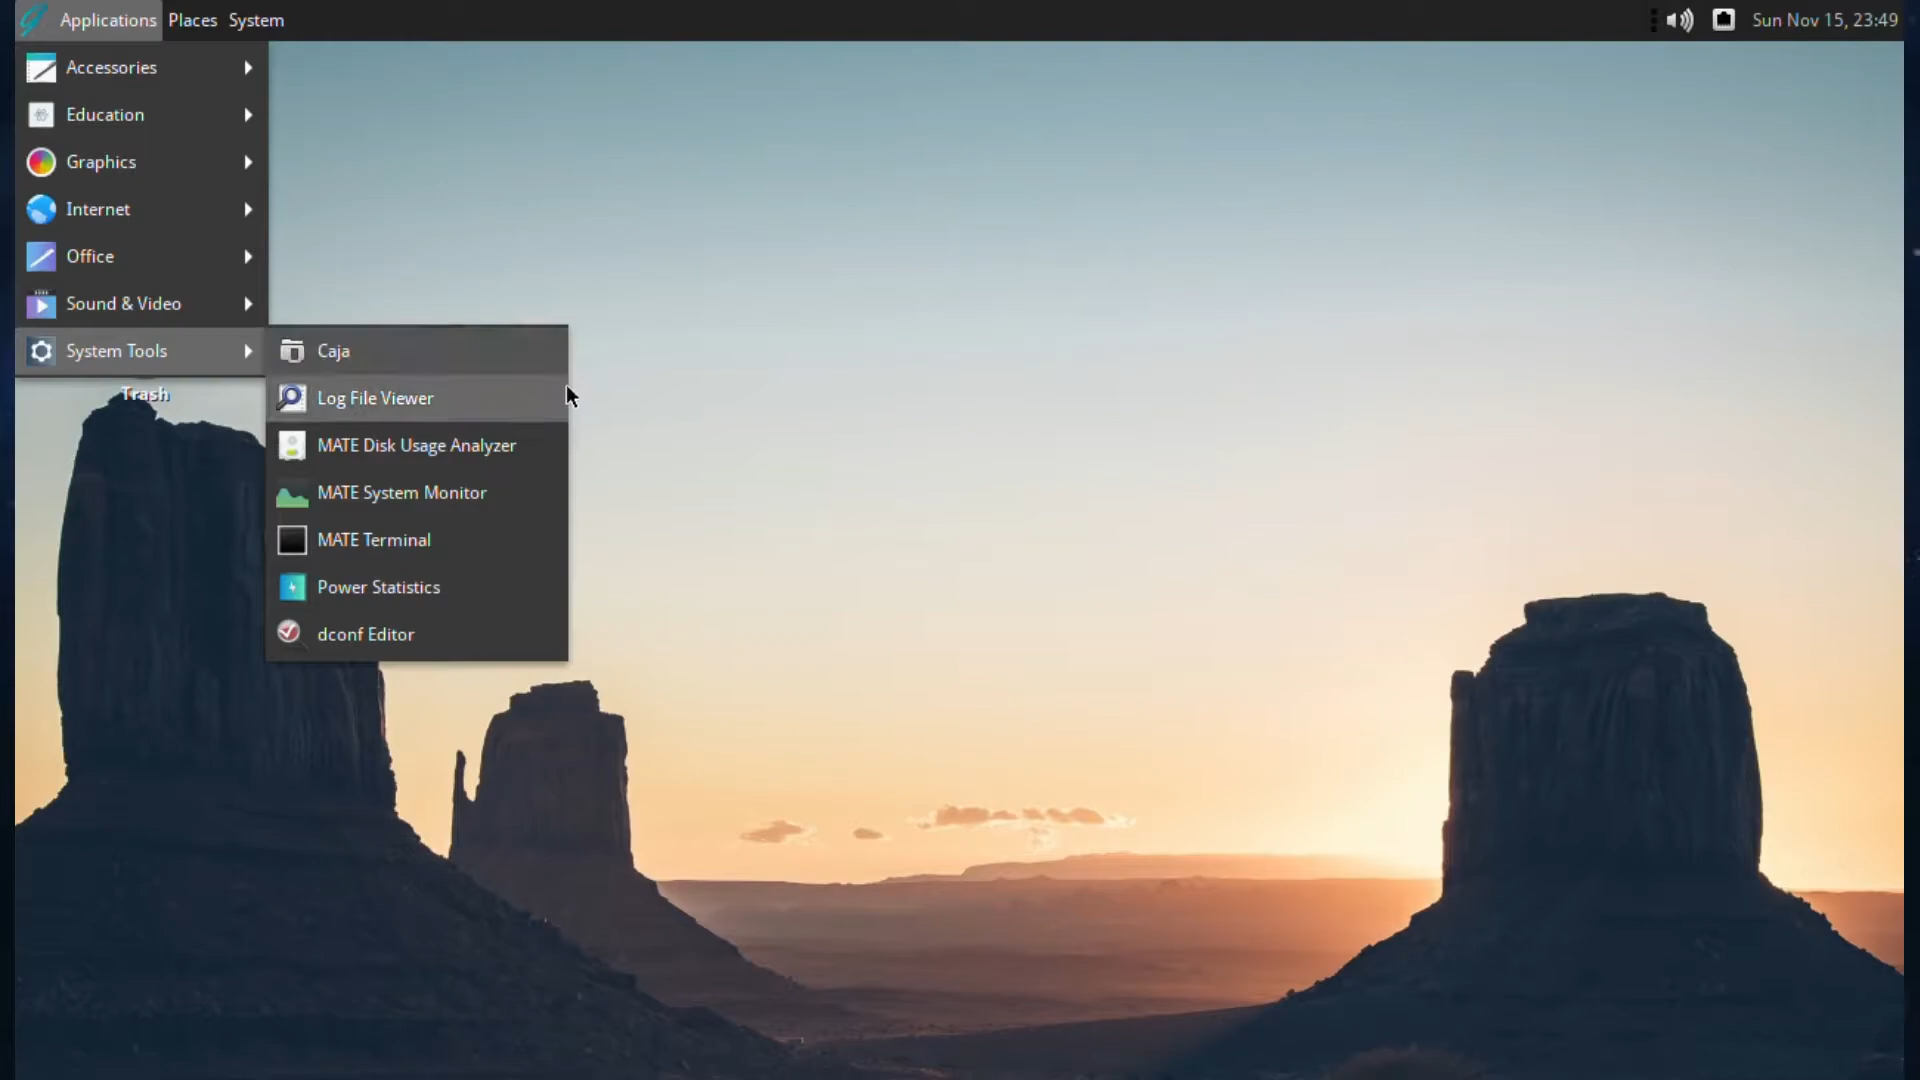 Applications Places System Sun Nov 15, 23:49
Accessories
Education
Graphics
Internet
Office
Sound & Video
System Tools
Trash
Caja
Log File Viewer
MATE Disk Usage Analyzer
MATE System Monitor
MATE Terminal
Power Statistics
dconf Editor